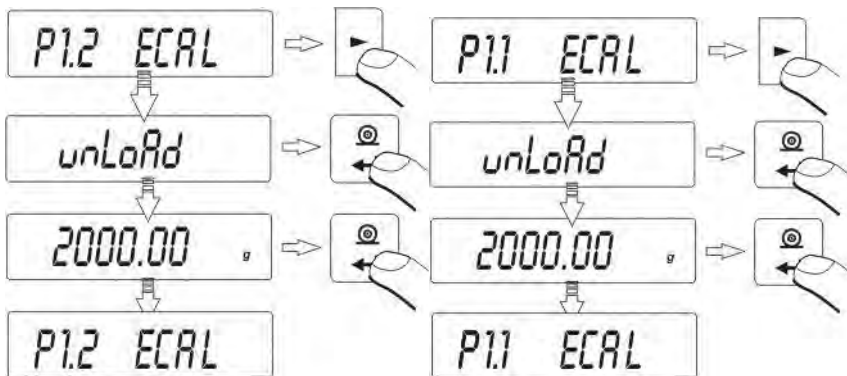 P1.2 ECAL
unLoAd
2000.00 g
P1.2 ECAL
P1.1 ECAL
unLoAd
2000.00 g
P1.1 ECAL